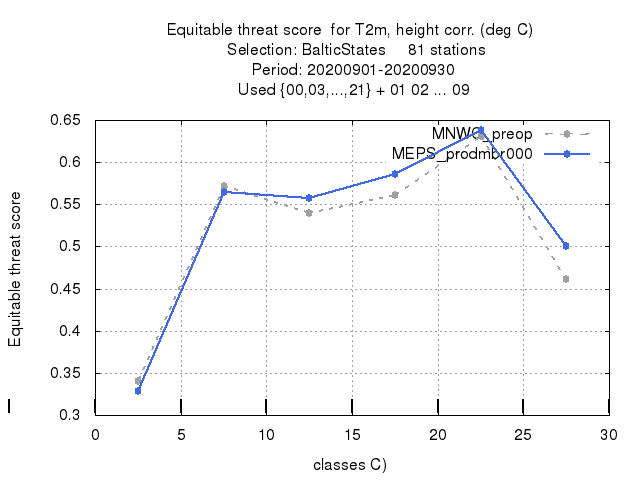 Equitable threat score  for T2m, height corr. (deg C)
Selection: BalticStates     81 stations
Period: 20200901-20200930
Used {00,03,...,21} + 01 02 ... 09
MNWC_preop
MEPS_prodmbr000
Equitable threat score
0.65
0.6
0.55
0.5
0.45
0.4
0.35
0.3
0 5 10 15 20 25 30
classes C)